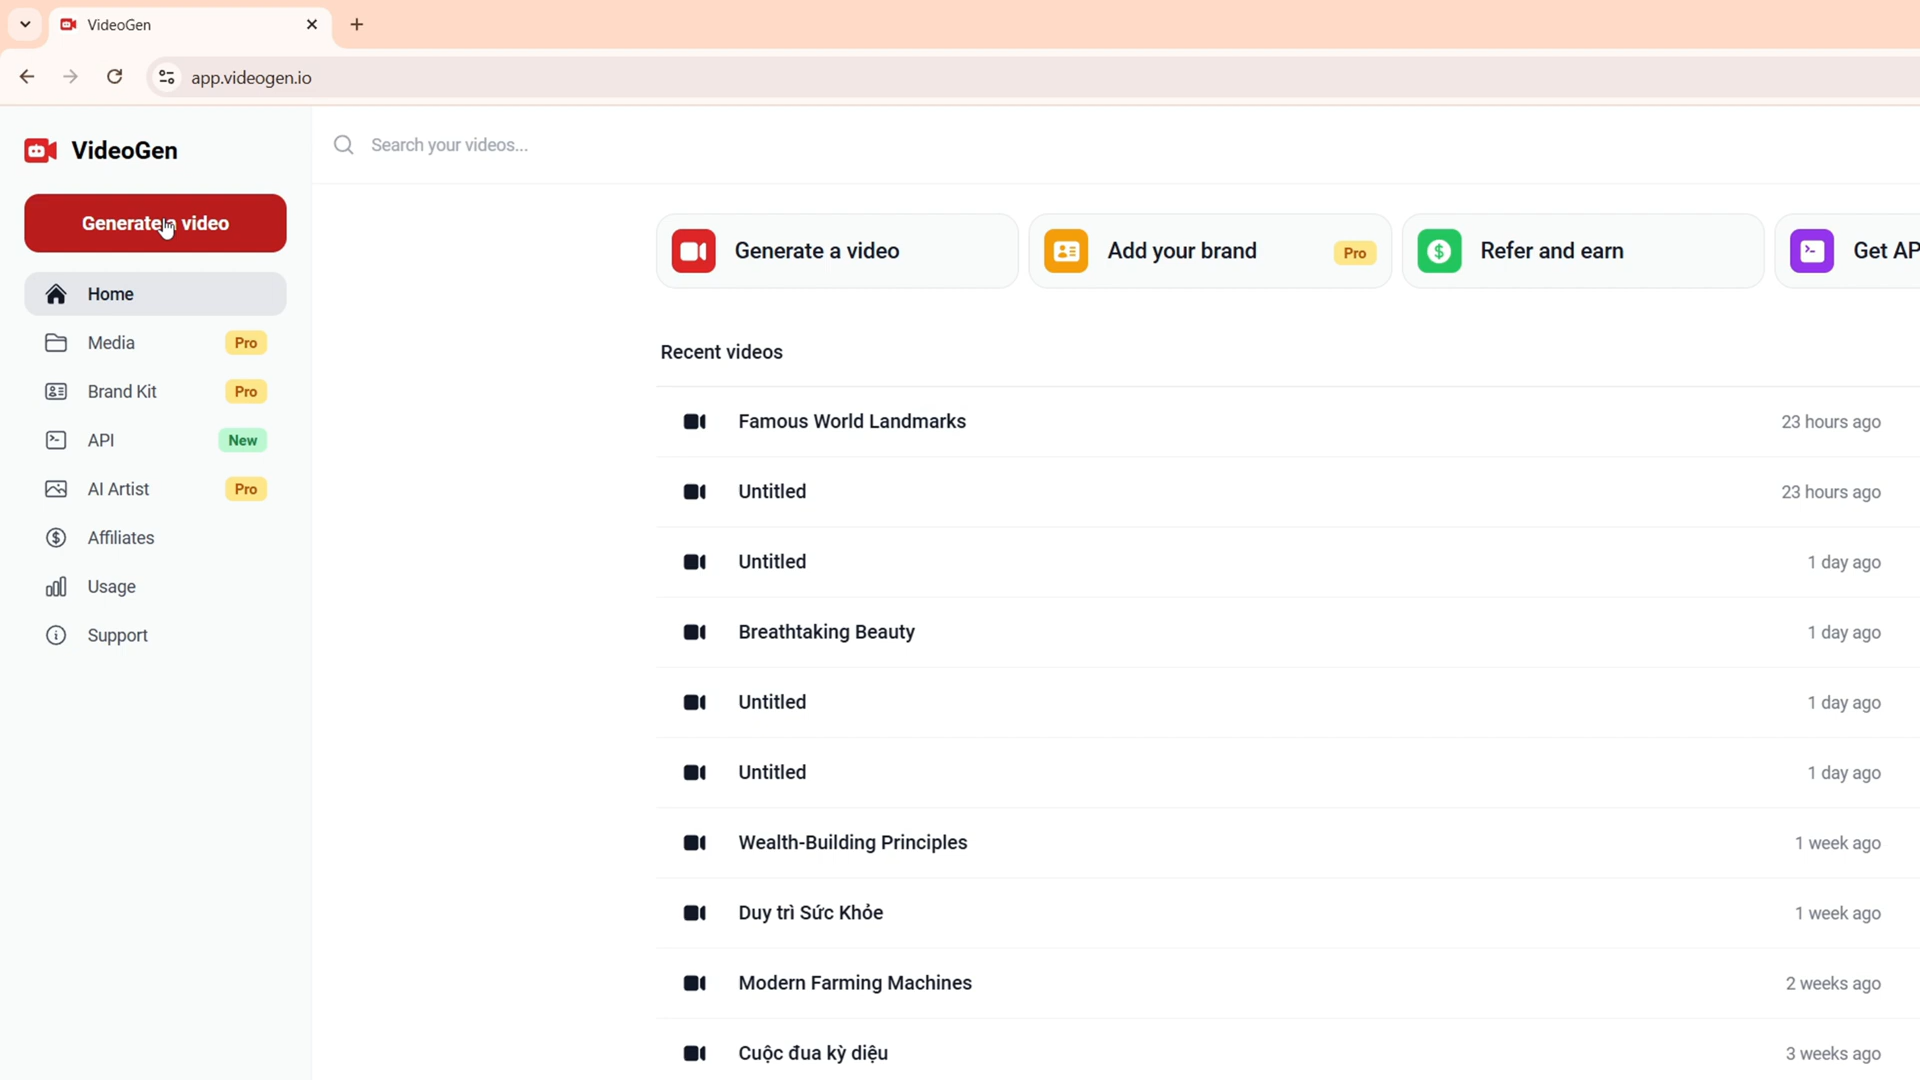 VideoGen
app.videogen.io
VideoGen
Search your videos...
Generate a video
Home
Media Pro
Brand Kit Pro
API New
AI Artist Pro
Affiliates
Usage
Support
Generate a video
Add your brand Pro
Refer and earn
Get AP
Recent videos
Famous World Landmarks 23 hours ago
Untitled 23 hours ago
Untitled 1 day ago
Breathtaking Beauty 1 day ago
Untitled 1 day ago
Untitled 1 day ago
Wealth-Building Principles 1 week ago
Duy trì Sức Khỏe 1 week ago
Modern Farming Machines 2 weeks ago
Cuộc đua kỳ diệu 3 weeks ago